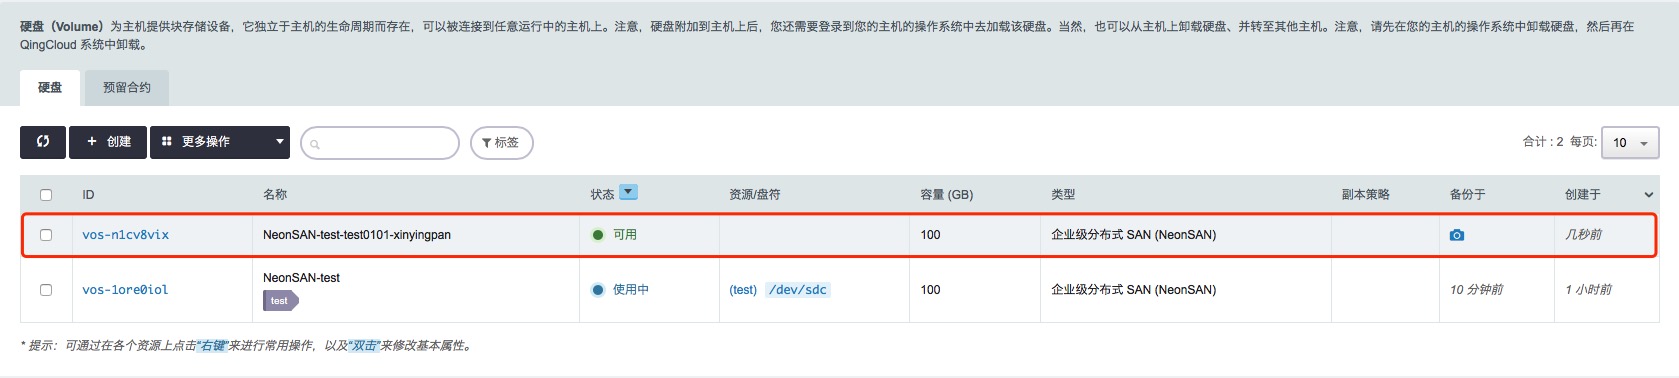 硬盘（Volume）为主机提供块存储设备，它独立于主机的生命周期而存在，可以被连接到任意运行中的主机上。注意，硬盘附加到主机上后，您还需要登录到您的主机的操作系统中去加载该硬盘。当然，也可以从主机上卸载硬盘、并转至其他主机。注意，请先在您的主机的操作系统中卸载硬盘，然后再在
QingCloud 系统中卸载。
硬盘 预留合约
+ 创建 更多操作 标签 合计 : 2 每页: 10
ID 名称 状态 资源/盘符 容量 (GB) 类型 副本策略 备份于 创建于
vos-n1cv8vix NeonSAN-test-test0101-xinyingpan 可用 100 企业级分布式 SAN (NeonSAN) 几秒前
vos-1ore0iol NeonSAN-test test 使用中 (test) /dev/sdc 100 企业级分布式 SAN (NeonSAN) 10 分钟前 1 小时前
* 提示：可通过在各个资源上点击“右键”来进行常用操作，以及“双击”来修改基本属性。